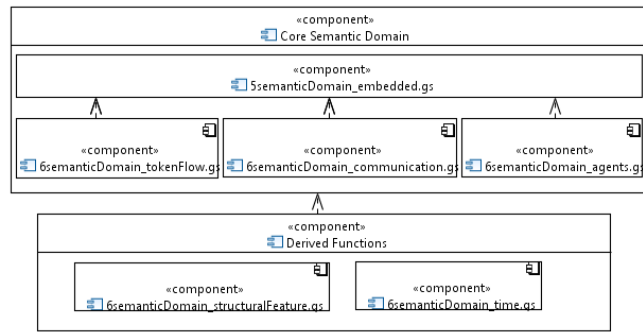 «component»
Core Semantic Domain
«component»
5semanticDomain_embedded.gs
«component»
6semanticDomain_tokenFlow.gs
«component»
6semanticDomain_communication.gs
«component»
6semanticDomain_agents.gs
«component»
Derived Functions
«component»
6semanticDomain_structuralFeature.gs
«component»
6semanticDomain_time.gs